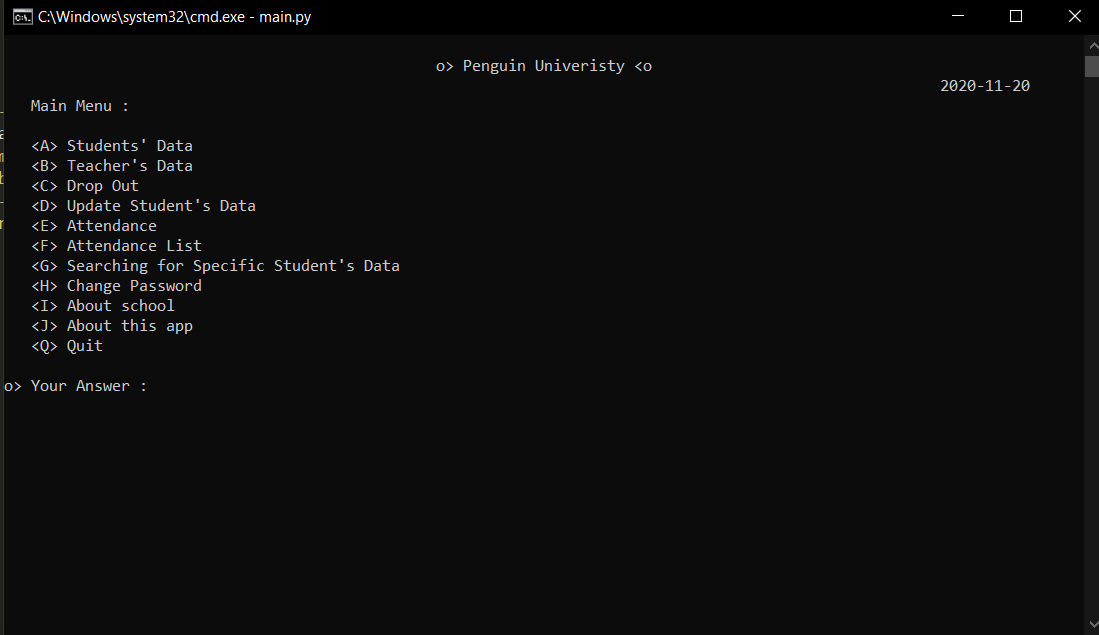 C:\Windows\system32\cmd.exe - main.py
o> Penguin Univeristy <o
2020-11-20
Main Menu :
<A> Students' Data
<B> Teacher's Data
<C> Drop Out
<D> Update Student's Data
<E> Attendance
<F> Attendance List
<G> Searching for Specific Student's Data
<H> Change Password
<I> About school
<J> About this app
<Q> Quit
o> Your Answer :